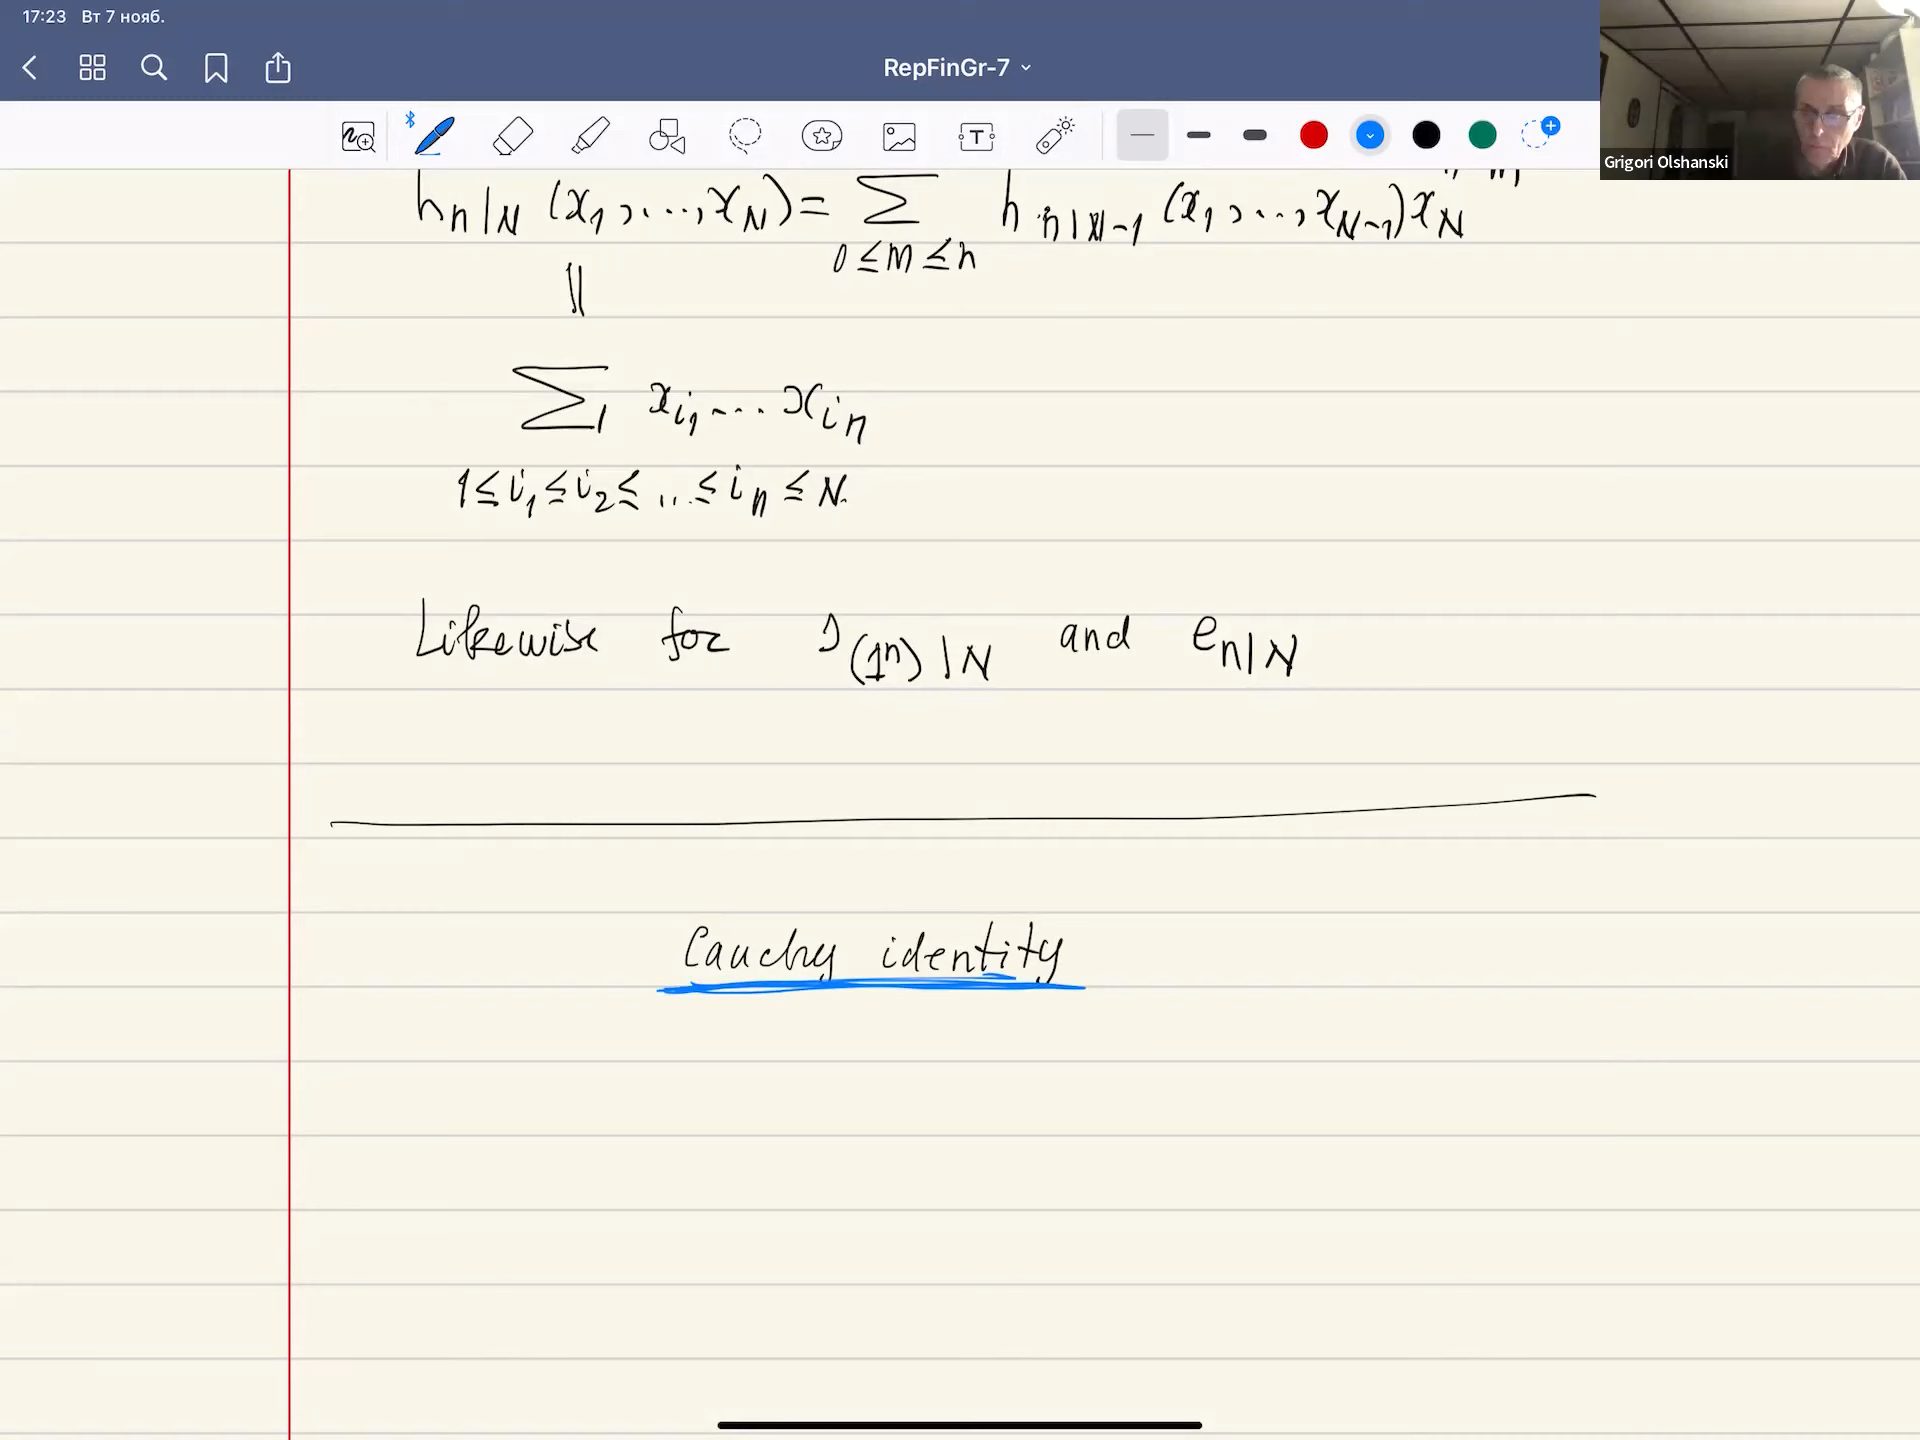 17:23 Вт 7 нояб.
RepFinGr-7
Grigori Olshanski
h_{n|N} (x_1, ..., x_N) = ∑_{0≤m≤n} h_{n|N-1} (x_1, ..., x_{N-1}) x_N
||
∑ x_{i_1} ... x_{i_n}
1≤i_1≤i_2≤...≤i_n≤N.
Likewise for s_{(1^n)|N} and e_{n|N}
Cauchy identity